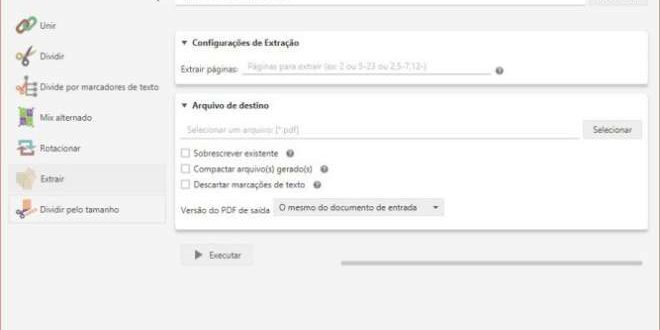 Unir
Dividir
Divide por marcadores de texto
Mix alternado
Rotacionar
Extrair
Dividir pelo tamanho
Configurações de Extração
Extrair páginas: Páginas para extrair (ex: 2 ou 5-23 ou 2,5-7,12-)
Arquivo de destino
Selecionar um arquivo: [*.pdf] Selecionar
Sobrescrever existente
Compactar arquivo(s) gerado(s)
Descartar marcações de texto
Versão do PDF de saída O mesmo do documento de entrada
Executar